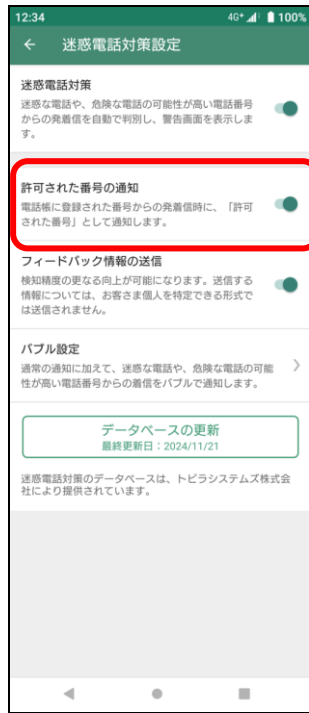 12:34 4G+ 100%
← 迷惑電話対策設定
迷惑電話対策
迷惑な電話や、危険な電話の可能性が高い電話番号
からの発着信を自動で判別し、警告画面を表示しま
す。
許可された番号の通知
電話帳に登録された番号からの発着信時に、「許可
された番号」として通知します。
フィードバック情報の送信
検知精度の更なる向上が可能になります。送信する
情報については、お客さま個人を特定できる形式で
は送信されません。
バブル設定
通常の通知に加えて、迷惑な電話や、危険な電話の可能
性が高い電話番号からの着信をバブルで通知します。
データベースの更新
最終更新日：2024/11/21
迷惑電話対策のデータベースは、トビラシステムズ株式会
社により提供されています。